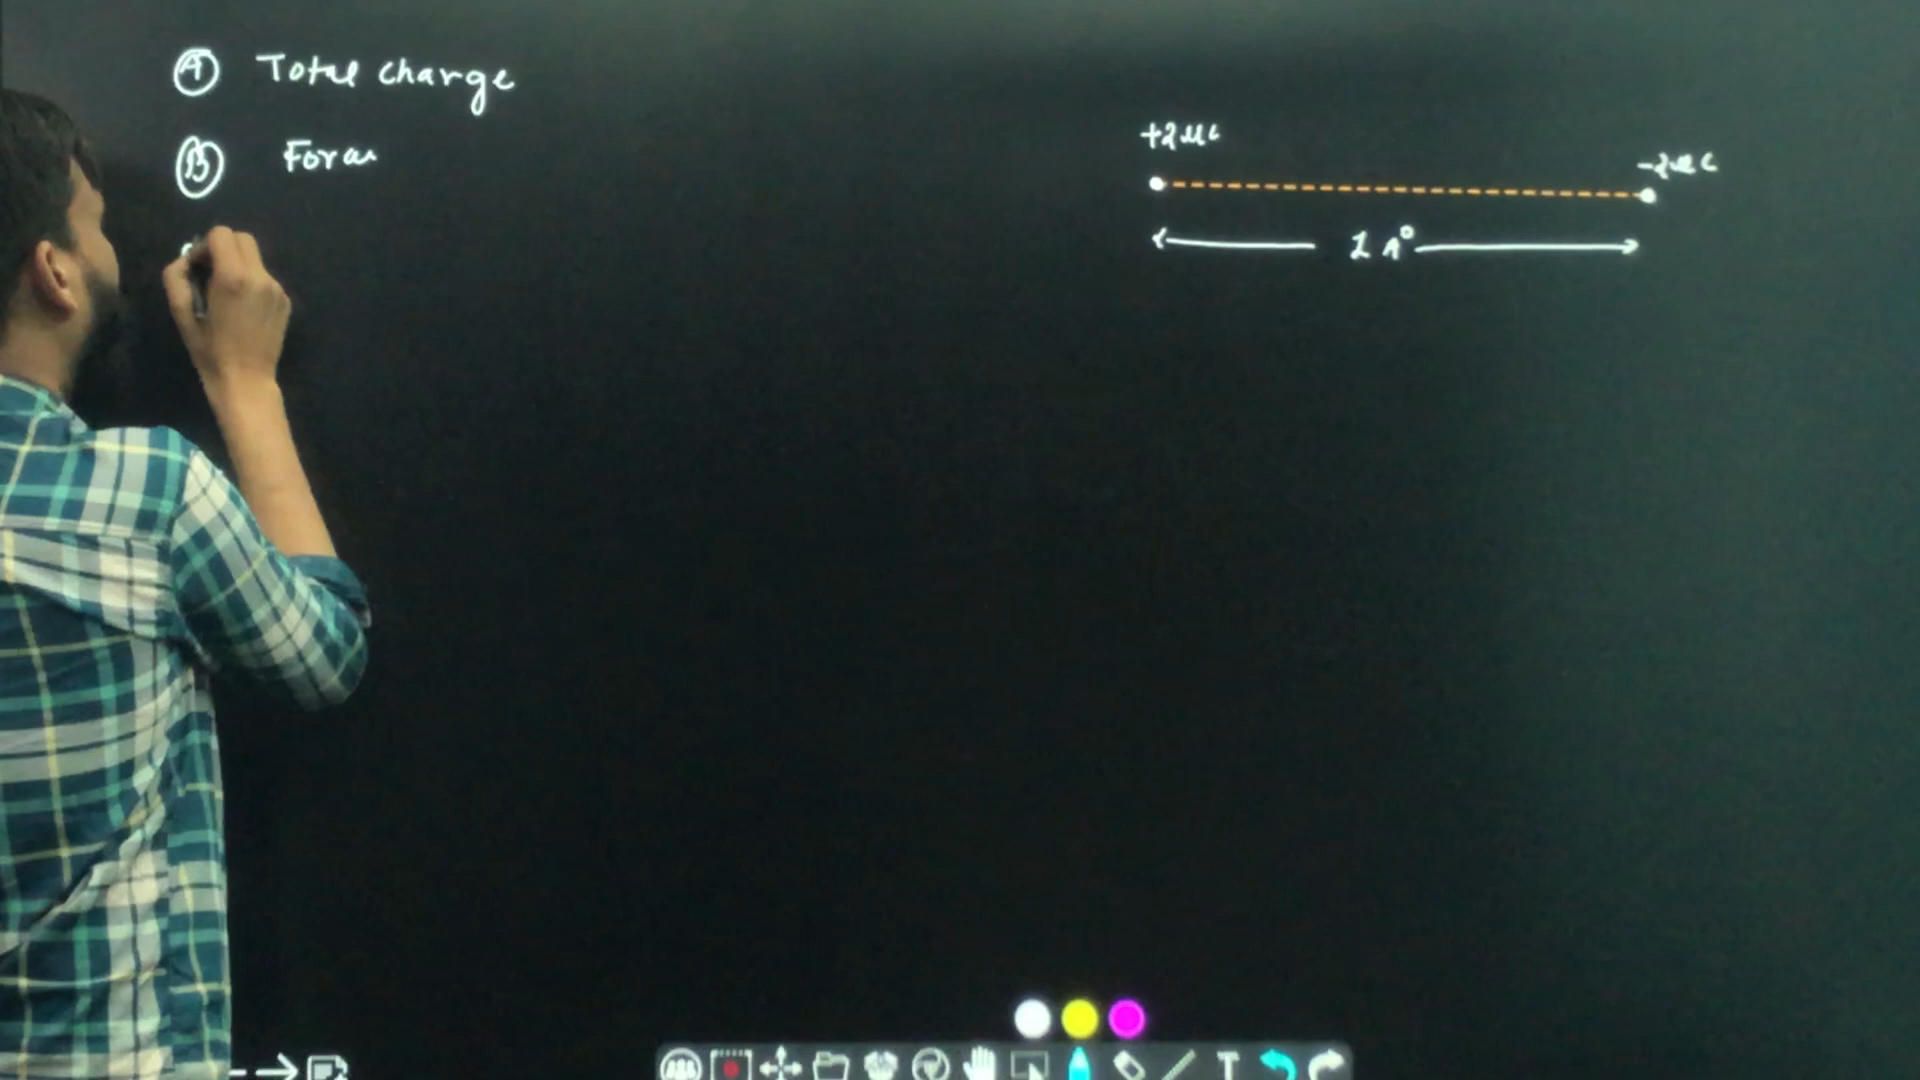 A Total charge
B Force
+2μC
-2μC
1 A°
T